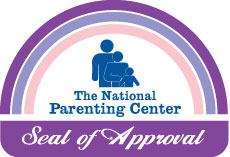 The National
Parenting Center
Seal of Approval